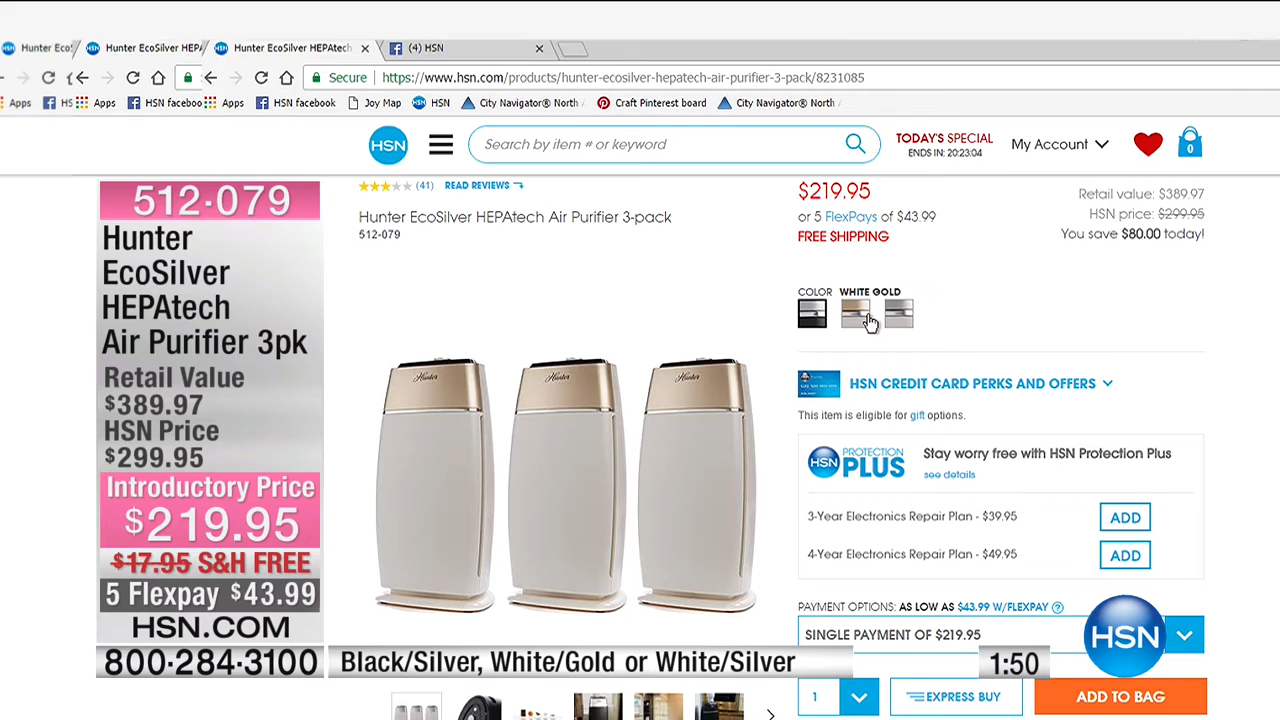 Hunter EcoS
Hunter EcoSilver HEPA
Hunter EcoSilver HEPAtech
(4) HSN
Secure
https://www.hsn.com/products/hunter-ecosilver-hepatech-air-purifier-3-pack/8231085
Apps
HS
Apps
HSN faceboo
Apps
HSN facebook
Joy Map
HSN
City Navigator® North
Craft Pinterest board
City Navigator® North
HSN
Search by item # or keyword
TODAY'S SPECIAL
ENDS IN: 20:23:04
My Account
0
512-079
Hunter
EcoSilver
HEPAtech
Air Purifier 3pk
Retail Value
$389.97
HSN Price
$299.95
Introductory Price
$219.95
$17.95 S&H FREE
5 Flexpay $43.99
HSN.COM
800-284-3100
(41) READ REVIEWS
Hunter EcoSilver HEPAtech Air Purifier 3-pack
512-079
Hunter
Hunter
Hunter
$219.95
or 5 FlexPays of $43.99
FREE SHIPPING
Retail value: $389.97
HSN price: $299.95
You save $80.00 today!
COLOR WHITE GOLD
HSN CREDIT CARD PERKS AND OFFERS
This item is eligible for gift options.
HSN PROTECTION PLUS
Stay worry free with HSN Protection Plus
see details
3-Year Electronics Repair Plan - $39.95
ADD
4-Year Electronics Repair Plan - $49.95
ADD
PAYMENT OPTIONS: AS LOW AS $43.99 W/FLEXPAY ?
SINGLE PAYMENT OF $219.95
HSN
Black/Silver, White/Gold or White/Silver
1:50
1
EXPRESS BUY
ADD TO BAG